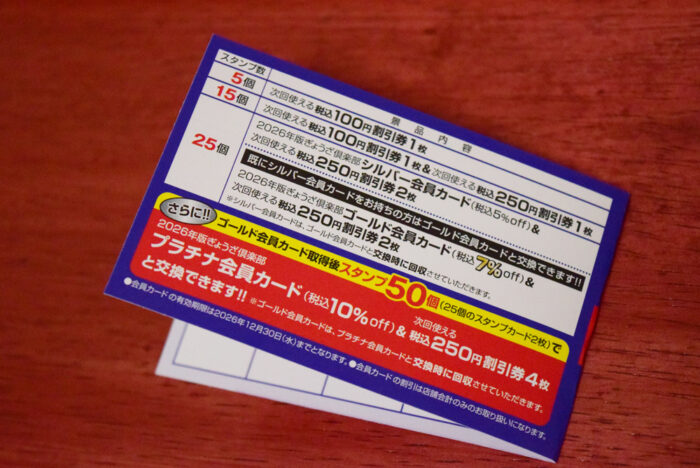 スタンプ数
景品内容
5個
次回使える税込100円割引券1枚
15個
次回使える税込100円割引券1枚&次回使える税込250円割引券1枚
25個
2026年版ぎょうざ倶楽部シルバー会員カード(税込5%off)&
次回使える税込250円割引券2枚
既にシルバー会員カードをお持ちの方はゴールド会員カードと交換できます!!
2026年版ぎょうざ倶楽部ゴールド会員カード(税込7%off)&
次回使える税込250円割引券2枚
※シルバー会員カードは、ゴールド会員カードと交換時に回収させていただきます。
さらに!!
ゴールド会員カード取得後スタンプ50個(25個のスタンプカード2枚)で
2026年版ぎょうざ倶楽部
プラチナ会員カード(税込10%off)&次回使える税込250円割引券4枚
と交換できます!!※ゴールド会員カードは、プラチナ会員カードと交換時に回収させていただきます。
●会員カードの有効期限は2026年12月30日(水)までとなります。●会員カードの割引は店舗会計のみのお取り扱いになります。